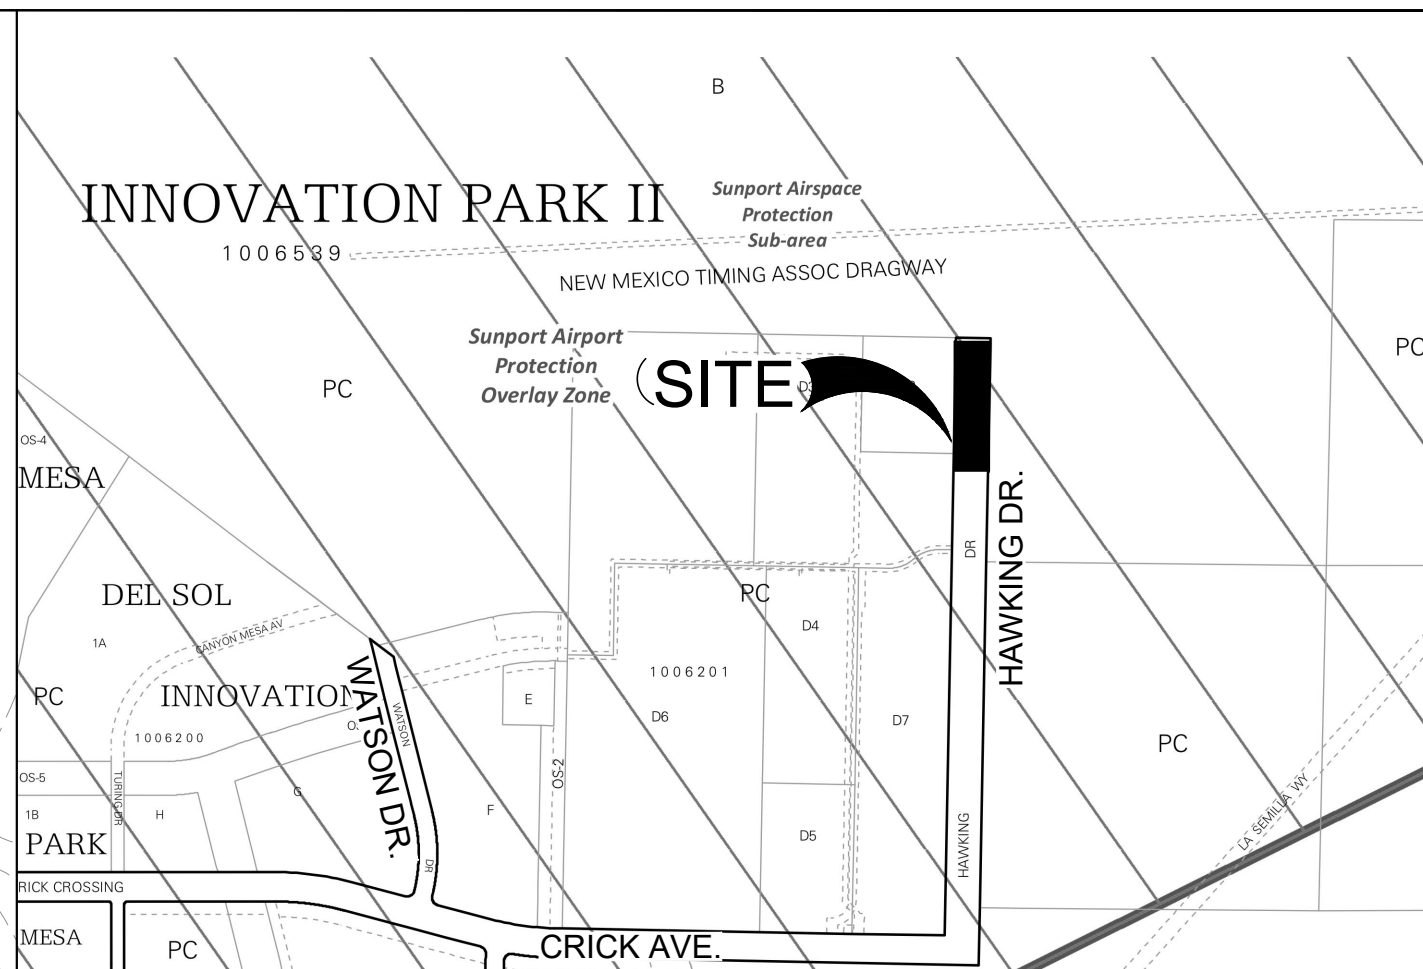 B
INNOVATION PARK II
1006539
Sunport Airspace
Protection
Sub-area
NEW MEXICO TIMING ASSOC DRAGWAY
Sunport Airport
Protection
Overlay Zone
(SITE
PC
PC
OS-4
MESA
HAWKING DR.
DR
DEL SOL
PC
D4
1A
CANYON MESA AV
1006201
PC
INNOVATION
WATSON DR.
WATSON
E
D6
D7
1006200
PC
OS-5
TURING DR
OS-2
G
F
1B
H
LA SEMILLA WY
PARK
D5
HAWKING
DR
RICK CROSSING
MESA
PC
CRICK AVE.